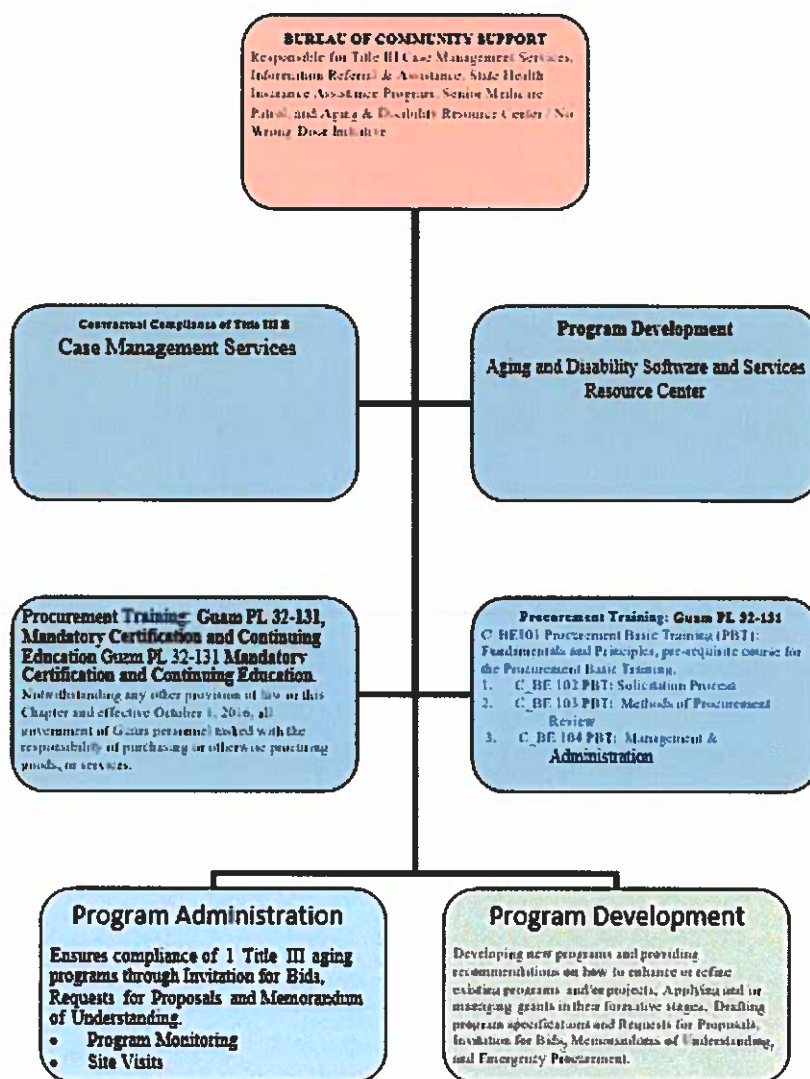 BUREAU OF COMMUNITY SUPPORT
Responsible for Title III Case Management Services,
Information Referral & Assistance, State Health
Insurance Assistance Program, Senior Medicare
Patrol, and Aging & Disability Resource Center / No
Wrong Door Initiative
Contractual Compliance of Title III B
Case Management Services
Program Development
Aging and Disability Software and Services
Resource Center
Procurement Training: Guam PL 32-131,
Mandatory Certification and Continuing
Education Guam PL 32-131 Mandatory
Certification and Continuing Education.
Notwithstanding any other provision of law or this
Chapter and effective October 1, 2016, all
government of Guam personnel tasked with the
responsibility of purchasing or otherwise procuring
goods, or services.
Procurement Training: Guam PL 32-131
C_BE101 Procurement Basic Training (PBT):
Fundamentals and Principles, pre-requisite course for
the Procurement Basic Training.
1. C_BE 102 PBT: Solicitation Process
2. C_BE 103 PBT: Methods of Procurement
Review
3. C_BE 104 PBT: Management &
Administration
Program Administration
Ensures compliance of 1 Title III aging
programs through Invitation for Bids,
Requests for Proposals and Memorandum
of Understanding.
• Program Monitoring
• Site Visits
Program Development
Developing new programs and providing
recommendations on how to enhance or refine
existing programs and/or projects, Applying and or
managing grants in their formative stages, Drafting
program specifications and Requests for Proposals,
Invitation for Bids, Memorandums of Understanding,
and Emergency Procurement.